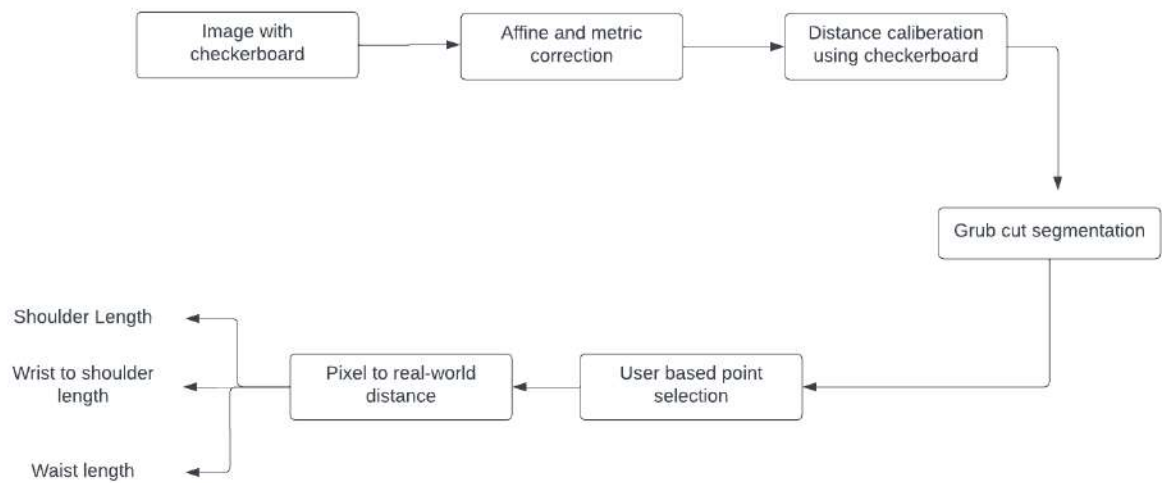 Image with
checkerboard
Affine and metric
correction
Distance caliberation
using checkerboard
Grub cut segmentation
User based point
selection
Pixel to real-world
distance
Shoulder Length
Wrist to shoulder
length
Waist length